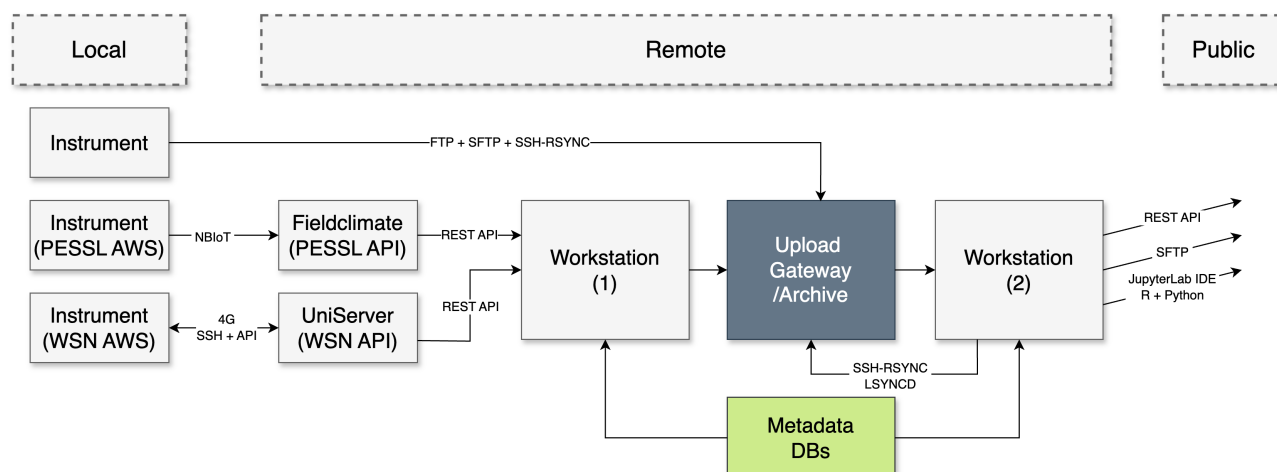 Local
Remote
Public
Instrument
FTP + SFTP + SSH-RSYNC
Instrument
(PESSL AWS)
NBIoT
Fieldclimate
(PESSL API)
REST API
Workstation
(1)
Upload
Gateway
/Archive
Workstation
(2)
REST API
SFTP
JupyterLab IDE
R + Python
Instrument
(WSN AWS)
4G
SSH + API
UniServer
(WSN API)
REST API
SSH-RSYNC
LSYNCD
Metadata
DBs